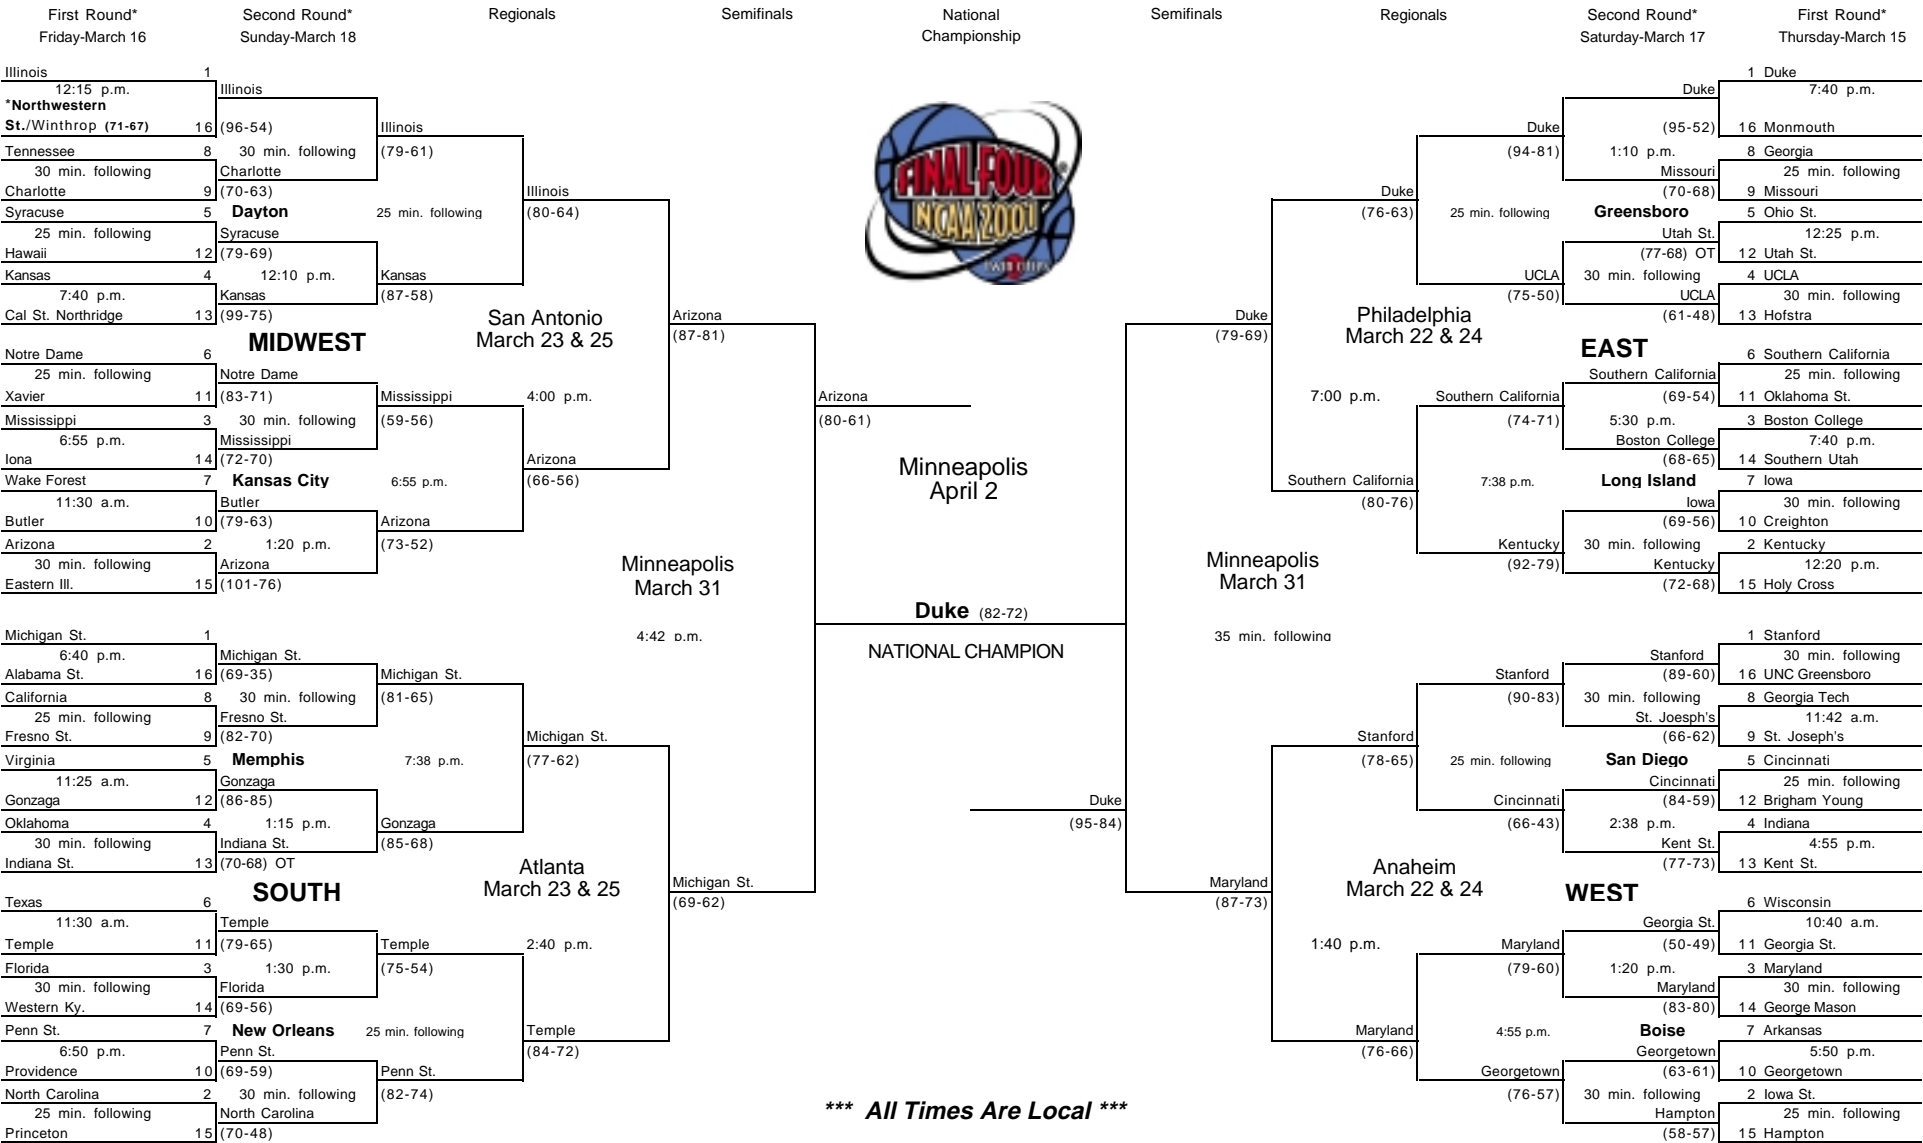 First Round*
Friday-March 16
Second Round*
Sunday-March 18
Regionals
Semifinals
National
Championship
Semifinals
Regionals
Second Round*
Saturday-March 17
First Round*
Thursday-March 15
Illinois 1
12:15 p.m.
*Northwestern
St./Winthrop (71-67) 16
Tennessee 8
30 min. following
Charlotte 9
Syracuse 5
25 min. following
Hawaii 12
Kansas 4
7:40 p.m.
Cal St. Northridge 13
Notre Dame 6
25 min. following
Xavier 11
Mississippi 3
6:55 p.m.
Iona 14
Wake Forest 7
11:30 a.m.
Butler 10
Arizona 2
30 min. following
Eastern Ill. 15
Illinois
(96-54)
30 min. following
Charlotte
(70-63)
Dayton
Syracuse
(79-69)
12:10 p.m.
Kansas
(99-75)
MIDWEST
Notre Dame
(83-71)
30 min. following
Mississippi
(72-70)
Kansas City
Butler
(79-63)
1:20 p.m.
Arizona
(101-76)
Illinois
(79-61)
25 min. following
Kansas
(87-58)
Mississippi
(59-56)
6:55 p.m.
Arizona
(73-52)
Illinois
(80-64)
San Antonio
March 23 & 25
4:00 p.m.
Arizona
(66-56)
Arizona
(87-81)
Michigan St. 1
6:40 p.m.
Alabama St. 16
California 8
25 min. following
Fresno St. 9
Virginia 5
11:25 a.m.
Gonzaga 12
Oklahoma 4
30 min. following
Indiana St. 13
Texas 6
11:30 a.m.
Temple 11
Florida 3
30 min. following
Western Ky. 14
Penn St. 7
6:50 p.m.
Providence 10
North Carolina 2
25 min. following
Princeton 15
Michigan St.
(69-35)
30 min. following
Fresno St.
(82-70)
Memphis
Gonzaga
(86-85)
1:15 p.m.
Indiana St.
(70-68) OT
SOUTH
Temple
(79-65)
1:30 p.m.
Florida
(69-56)
New Orleans
Penn St.
(69-59)
30 min. following
North Carolina
(70-48)
Michigan St.
(81-65)
7:38 p.m.
Gonzaga
(85-68)
Temple
(75-54)
25 min. following
Penn St.
(82-74)
Michigan St.
(77-62)
Atlanta
March 23 & 25
2:40 p.m.
Temple
(84-72)
Michigan St.
(69-62)
Minneapolis
March 31
4:42 p.m.
FINAL FOUR
NCAA 2001
TWIN CITIES
Arizona
(80-61)
Minneapolis
April 2
Duke (82-72)
NATIONAL CHAMPION
Duke
(95-84)
*** All Times Are Local ***
Minneapolis
March 31
35 min. following
Duke
(79-69)
Duke
(76-63)
Philadelphia
March 22 & 24
7:00 p.m.
Southern California
(80-76)
Duke
(94-81)
25 min. following
UCLA
(75-50)
Southern California
(74-71)
7:38 p.m.
Kentucky
(92-79)
Duke
(95-52)
1:10 p.m.
Missouri
(70-68)
Greensboro
Utah St.
(77-68) OT
30 min. following
UCLA
(61-48)
EAST
Southern California
(69-54)
5:30 p.m.
Boston College
(68-65)
Long Island
Iowa
(69-56)
30 min. following
Kentucky
(72-68)
1 Duke
7:40 p.m.
16 Monmouth
8 Georgia
25 min. following
9 Missouri
5 Ohio St.
12:25 p.m.
12 Utah St.
4 UCLA
30 min. following
13 Hofstra
6 Southern California
25 min. following
11 Oklahoma St.
3 Boston College
7:40 p.m.
14 Southern Utah
7 Iowa
30 min. following
10 Creighton
2 Kentucky
12:20 p.m.
15 Holy Cross
Maryland
(87-73)
Stanford
(78-65)
Anaheim
March 22 & 24
1:40 p.m.
Maryland
(76-66)
Stanford
(90-83)
25 min. following
Cincinnati
(66-43)
Maryland
(79-60)
4:55 p.m.
Georgetown
(76-57)
Stanford
(89-60)
30 min. following
St. Joesph's
(66-62)
San Diego
Cincinnati
(84-59)
2:38 p.m.
Kent St.
(77-73)
WEST
Georgia St.
(50-49)
1:20 p.m.
Maryland
(83-80)
Boise
Georgetown
(63-61)
30 min. following
Hampton
(58-57)
1 Stanford
30 min. following
16 UNC Greensboro
8 Georgia Tech
11:42 a.m.
9 St. Joseph's
5 Cincinnati
25 min. following
12 Brigham Young
4 Indiana
4:55 p.m.
13 Kent St.
6 Wisconsin
10:40 a.m.
11 Georgia St.
3 Maryland
30 min. following
14 George Mason
7 Arkansas
5:50 p.m.
10 Georgetown
2 Iowa St.
25 min. following
15 Hampton